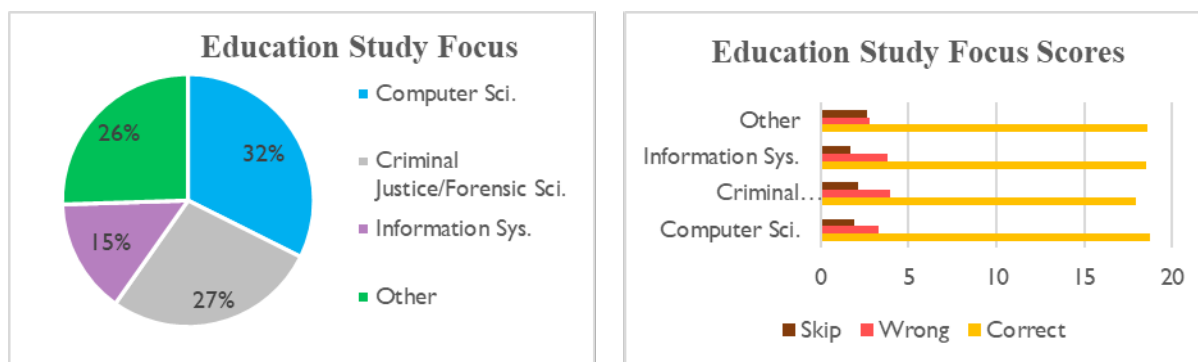 Education Study Focus
32%
27%
15%
26%
Computer Sci.
Criminal
Justice/Forensic Sci.
Information Sys.
Other
Education Study Focus Scores
Other
Information Sys.
Criminal…
Computer Sci.
0 5 10 15 20
Skip Wrong Correct